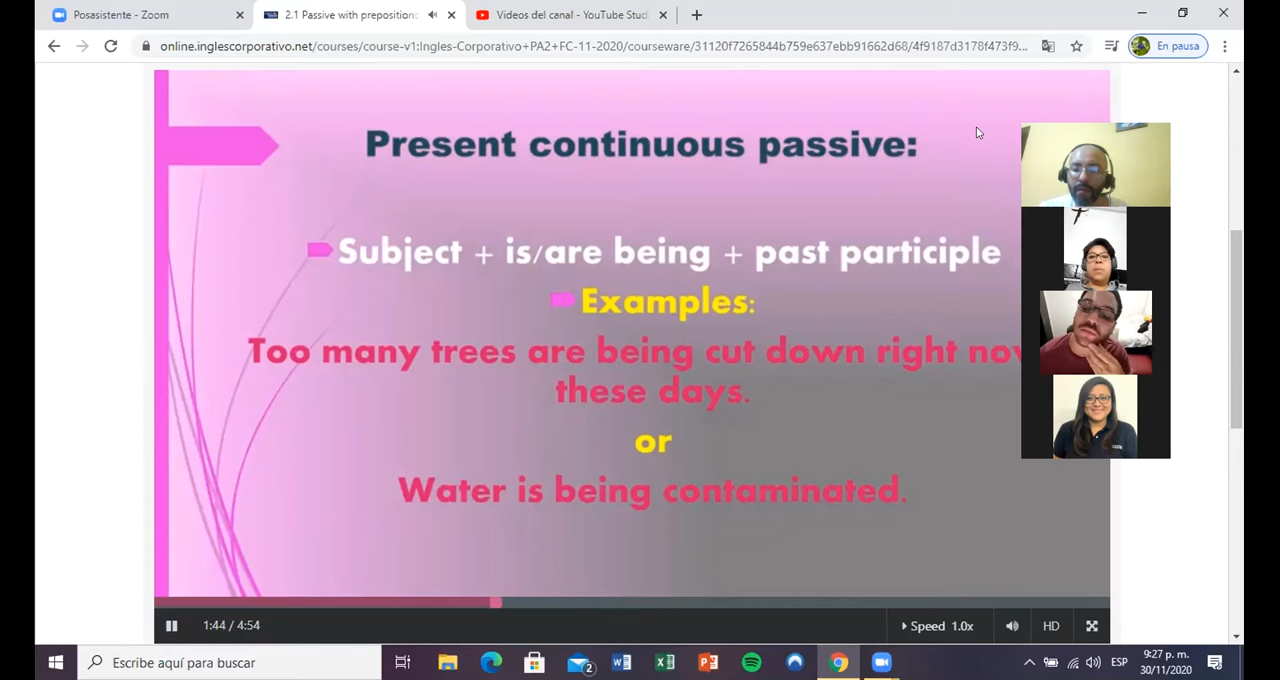 Posasistente - Zoom
2.1 Passive with prepositions
Videos del canal - YouTube Stud
online.inglescorporativo.net/courses/course-v1:Ingles-Corporativo+PA2+FC-11-2020/courseware/31120f7265844b759e637ebb91662d68/4f9187d3178f473f9...
En pausa
Present continuous passive:
Subject + is/are being + past participle
Examples:
Too many trees are being cut down right
these days.
or
Water is being contaminated.
1:44 / 4:54
Speed 1.0x
HD
Escribe aquí para buscar
2
ESP
9:27 p. m.
30/11/2020